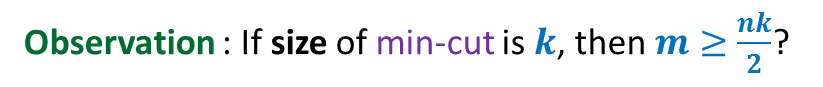 Observation : If size of min-cut is k, then m ≥ nk/2?